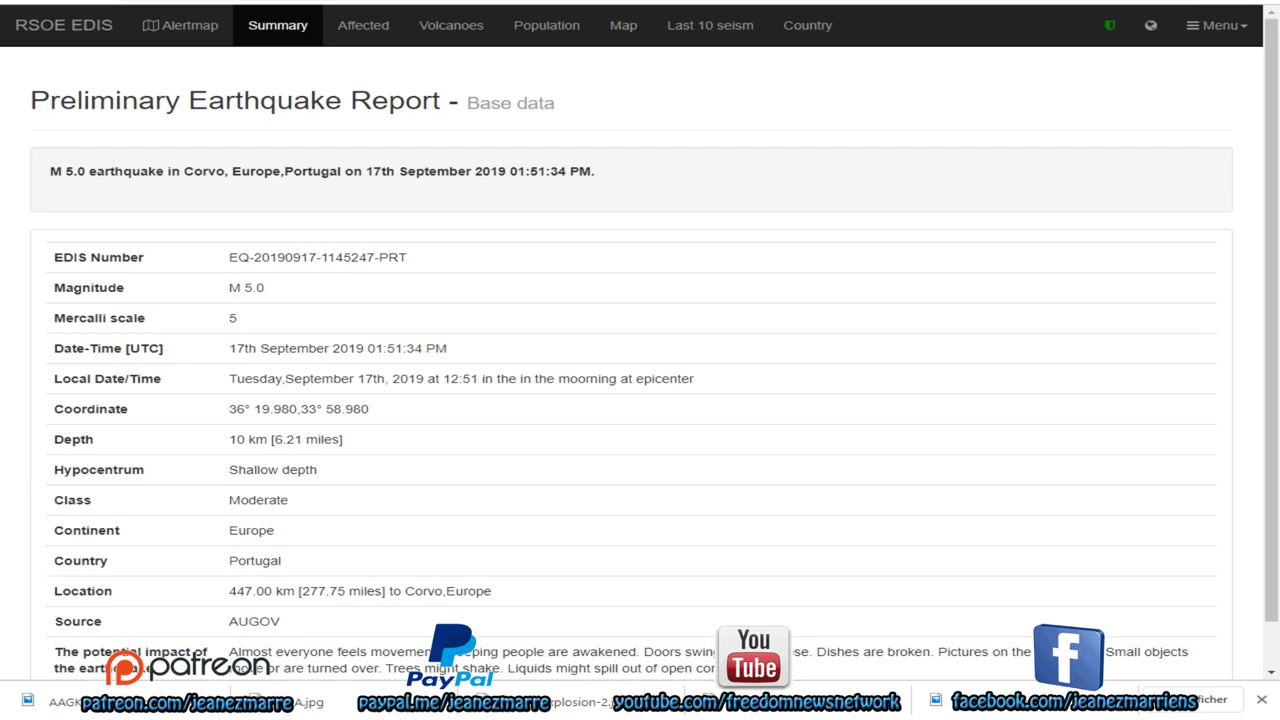 RSOE EDIS Alertmap Summary Affected Volcanoes Population Map Last 10 seism Country Menu
Preliminary Earthquake Report - Base data
M 5.0 earthquake in Corvo, Europe,Portugal on 17th September 2019 01:51:34 PM.
EDIS Number EQ-20190917-1145247-PRT
Magnitude M 5.0
Mercalli scale 5
Date-Time [UTC] 17th September 2019 01:51:34 PM
Local Date/Time Tuesday,September 17th, 2019 at 12:51 in the in the moorning at epicenter
Coordinate 36° 19.980,33° 58.980
Depth 10 km [6.21 miles]
Hypocentrum Shallow depth
Class Moderate
Continent Europe
Country Portugal
Location 447.00 km [277.75 miles] to Corvo,Europe
Source AUGOV
The potential impact of Almost everyone feels movement. people are awakened. Doors Dishes are broken. Pictures on the Small objects
the or are turned over. Trees might shake. Liquids might spill out of open
patreon PayPal You Tube f
patreon.com/jeanezmarre paypal.me/jeanezmarre youtube.com/freedomnewsnetwork facebook.com/jeanezmarriens